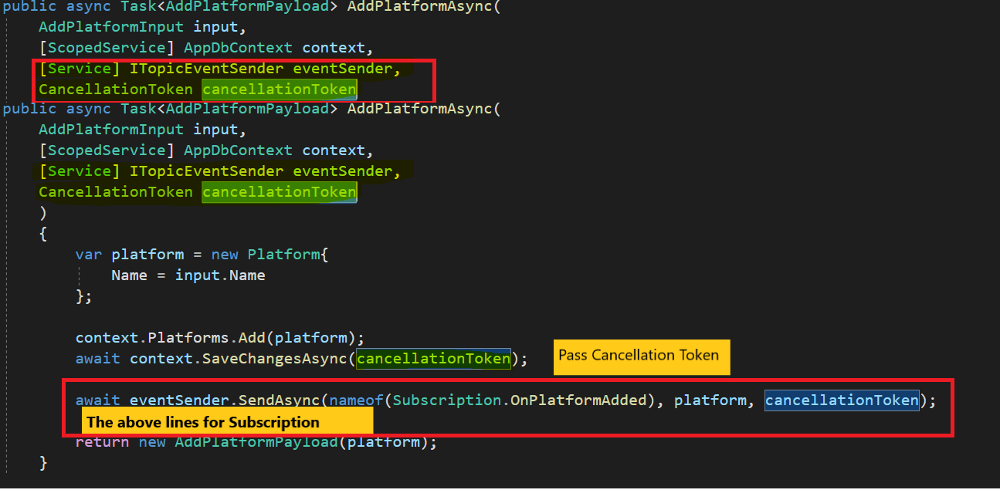 public async Task<AddPlatformPayload> AddPlatformAsync(
AddPlatformInput input,
[ScopedService] AppDbContext context,
[Service] ITopicEventSender eventSender,
CancellationToken cancellationToken
public async Task<AddPlatformPayload> AddPlatformAsync(
AddPlatformInput input,
[ScopedService] AppDbContext context,
[Service] ITopicEventSender eventSender,
CancellationToken cancellationToken
)
{
var platform = new Platform{
Name = input.Name
};
context.Platforms.Add(platform);
await context.SaveChangesAsync(cancellationToken);
Pass Cancellation Token
await eventSender.SendAsync(nameof(Subscription.OnPlatformAdded), platform, cancellationToken);
The above lines for Subscription
return new AddPlatformPayload(platform);
}